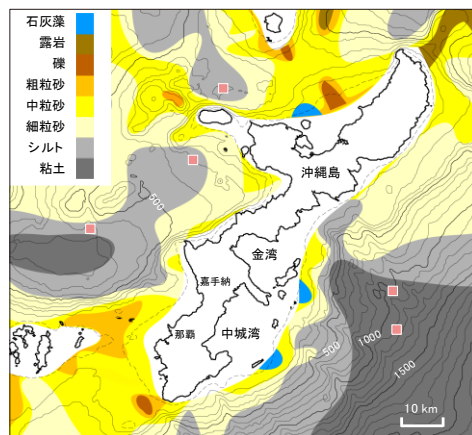 石灰藻
露岩
礫
粗粒砂
中粒砂
細粒砂
シルト
粘土
沖縄島
金湾
嘉手納
那覇
中城湾
500
500
1000
1500
10 km